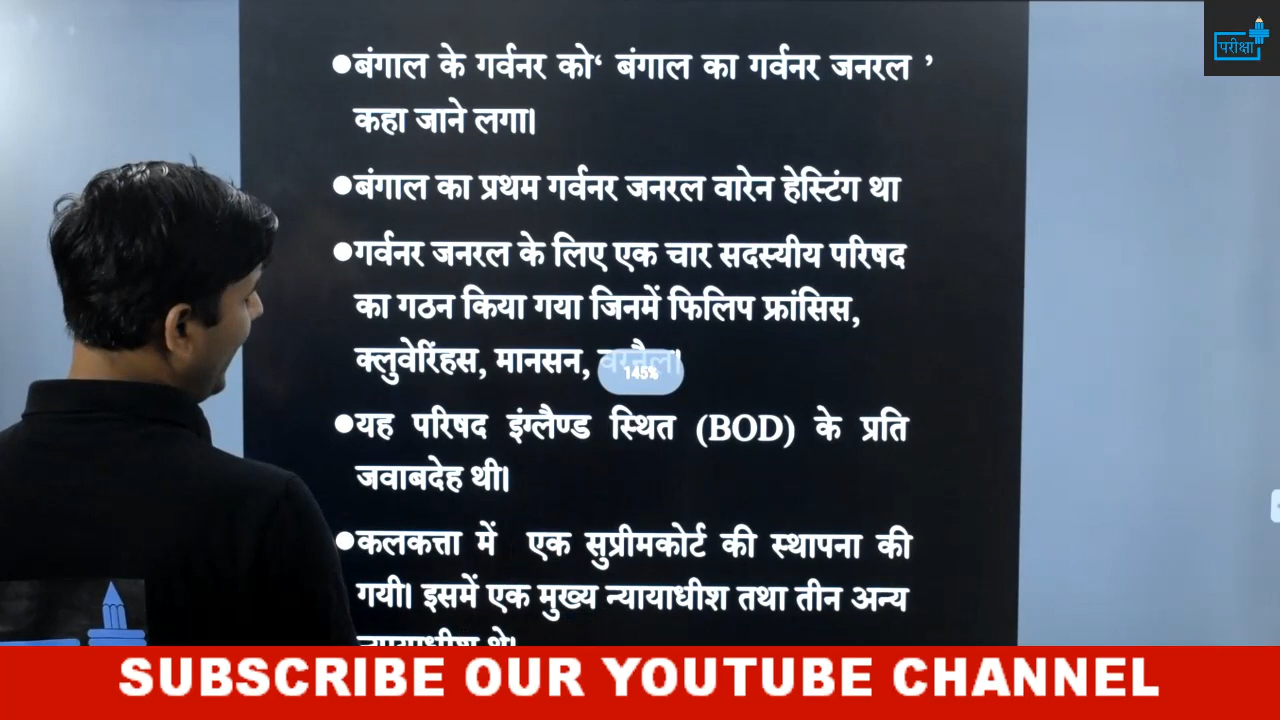 परीक्षा
●बंगाल के गर्वनर को‘ बंगाल का गर्वनर जनरल ’
कहा जाने लगा।
●बंगाल का प्रथम गर्वनर जनरल वारेन हेस्टिंग था
●गर्वनर जनरल के लिए एक चार सदस्यीय परिषद
का गठन किया गया जिनमें फिलिप फ्रांसिस,
क्लुवेरिंहस, मानसन,
145%
●यह परिषद इंग्लैण्ड स्थित (BOD) के प्रति
जवाबदेह थी।
●कलकत्ता में एक सुप्रीमकोर्ट की स्थापना की
गयी। इसमें एक मुख्य न्यायाधीश तथा तीन अन्य
SUBSCRIBE OUR YOUTUBE CHANNEL